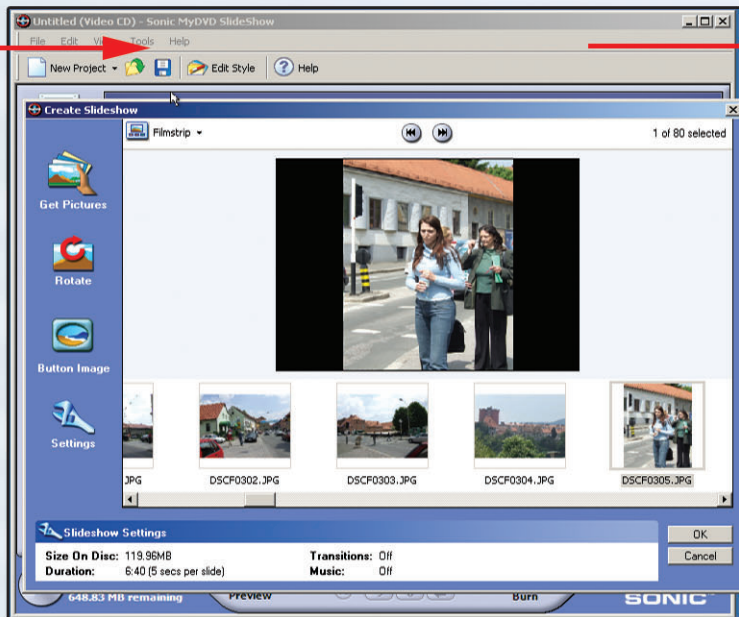 Untitled (Video CD) - Sonic MyDVD SlideShow
File Edit Tools Help
New Project Edit Style Help
Create Slideshow
Filmstrip 1 of 80 selected
Get Pictures
Rotate
Button Image
Settings
JPG DSCF0302.JPG DSCF0303.JPG DSCF0304.JPG DSCF0305.JPG
Slideshow Settings
Size On Disc: 119.96MB Transitions: Off
Duration: 6:40 (5 secs per slide) Music: Off
OK
Cancel
648.83 MB remaining Preview Burn SONIC